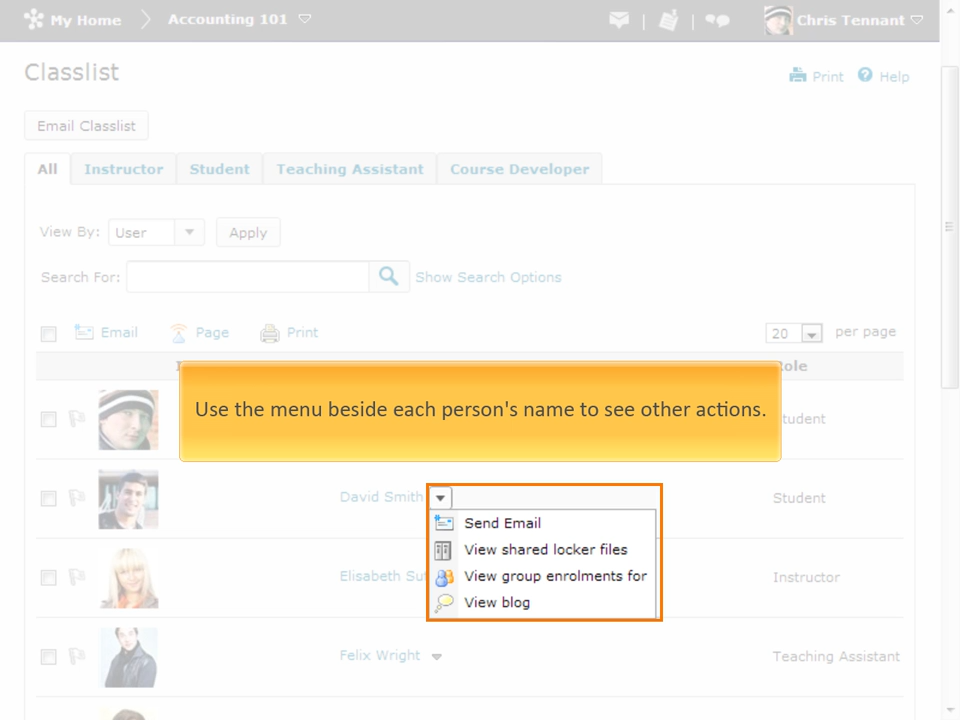 My Home
Accounting 101
Chris Tennant
Classlist
Print
Help
Email Classlist
All
Instructor
Student
Teaching Assistant
Course Developer
View By:
User
Apply
Search For:
Show Search Options
Email
Page
Print
20
per page
Use the menu beside each person's name to see other actions.
David Smith
Student
Send Email
View shared locker files
View group enrolments for
View blog
Elisabeth
Instructor
Felix Wright
Teaching Assistant